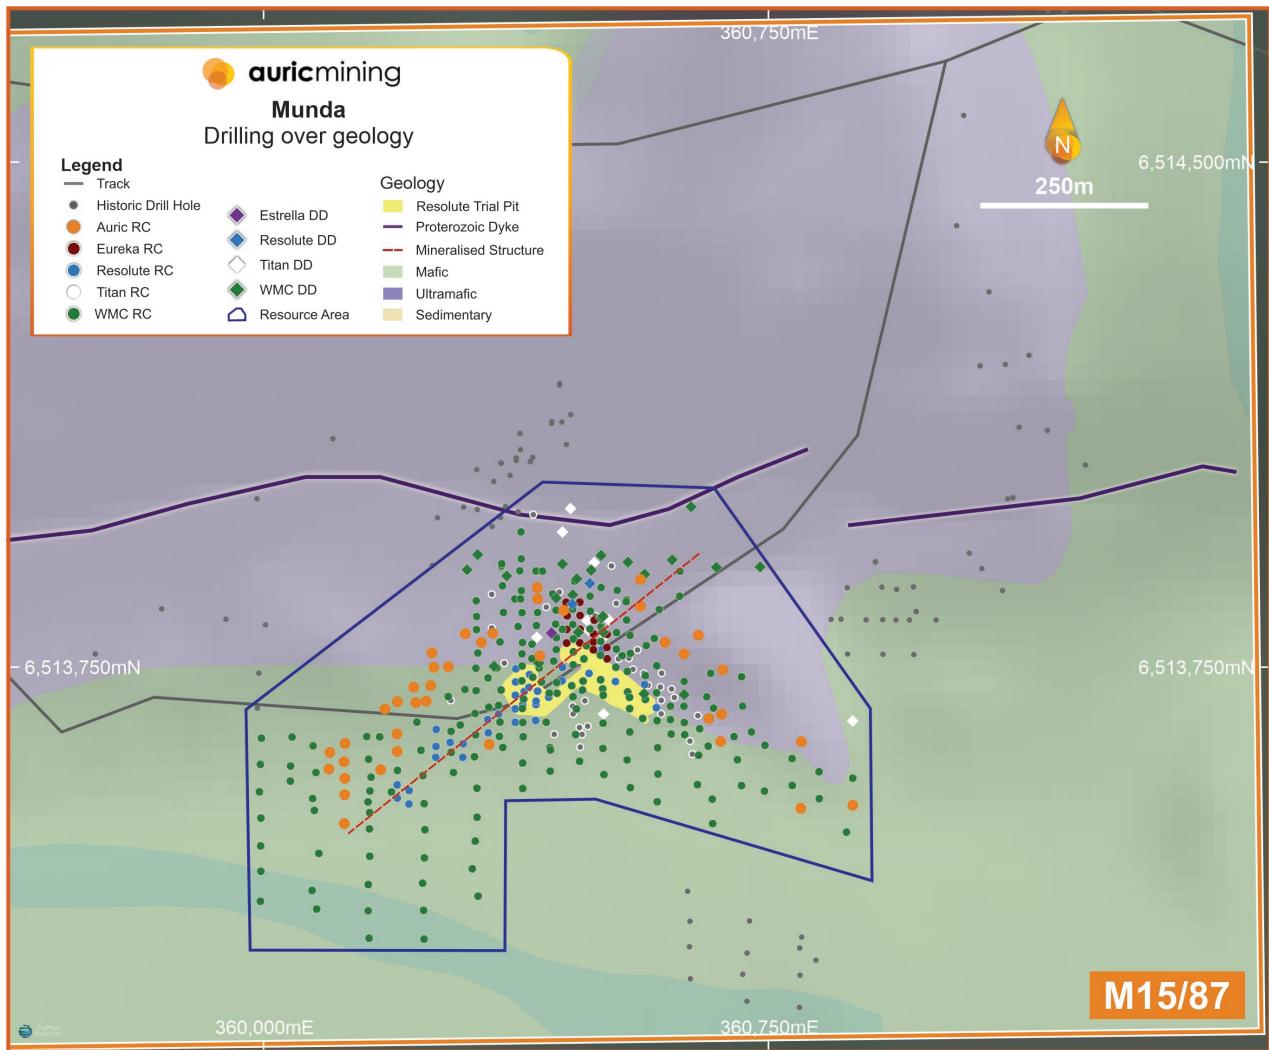 360,750mE
auricmining
Munda
Drilling over geology
Legend
Track
Historic Drill Hole
Auric RC
Eureka RC
Resolute RC
Titan RC
WMC RC
Estrella DD
Resolute DD
Titan DD
WMC DD
Resource Area
Geology
Resolute Trial Pit
Proterozoic Dyke
Mineralised Structure
Mafic
Ultramafic
Sedimentary
N
250m
6,514,500mN
6,513,750mN
6,513,750mN
M15/87
360,000mE
360,750mE